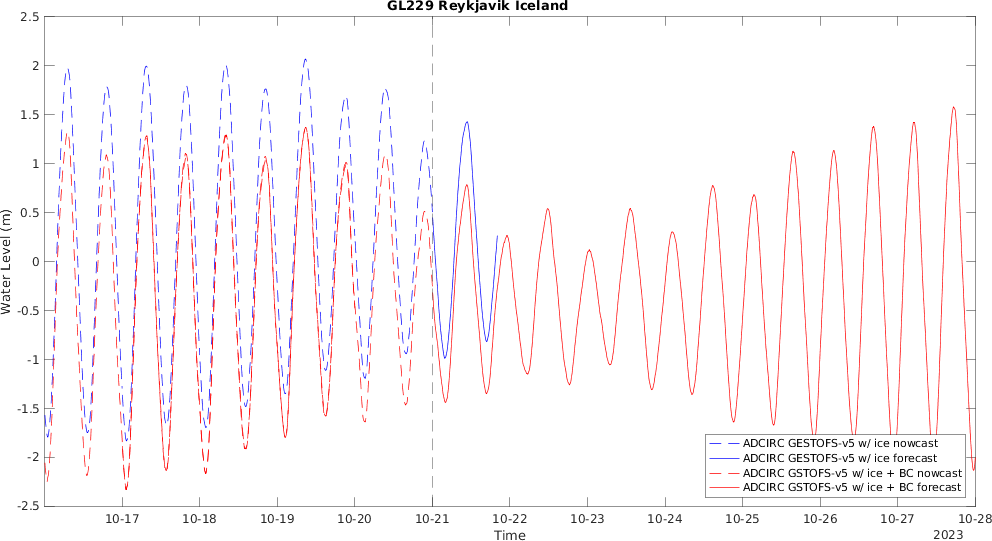 GL229 Reykjavik Iceland
2.5
2
1.5
1
0.5
0
-0.5
-1
-1.5
-2
-2.5
Water Level (m)
ADCIRC GESTOFS-v5 w/ ice nowcast
ADCIRC GESTOFS-v5 w/ ice forecast
ADCIRC GSTOFS-v5 w/ ice + BC nowcast
ADCIRC GSTOFS-v5 w/ ice + BC forecast
10-17 10-18 10-19 10-20 10-21 10-22 10-23 10-24 10-25 10-26 10-27 10-28
Time
2023